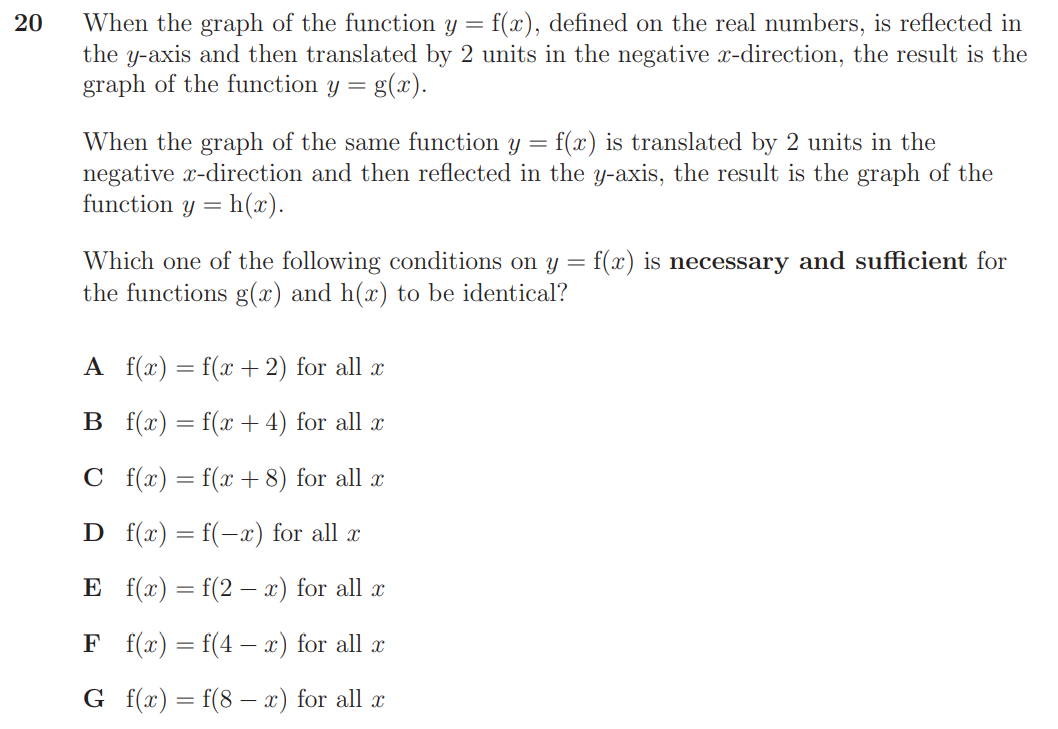 20 When the graph of the function y = f(x), defined on the real numbers, is reflected in
the y-axis and then translated by 2 units in the negative x-direction, the result is the
graph of the function y = g(x).
When the graph of the same function y = f(x) is translated by 2 units in the
negative x-direction and then reflected in the y-axis, the result is the graph of the
function y = h(x).
Which one of the following conditions on y = f(x) is necessary and sufficient for
the functions g(x) and h(x) to be identical?
A f(x) = f(x + 2) for all x
B f(x) = f(x + 4) for all x
C f(x) = f(x + 8) for all x
D f(x) = f(−x) for all x
E f(x) = f(2 − x) for all x
F f(x) = f(4 − x) for all x
G f(x) = f(8 − x) for all x